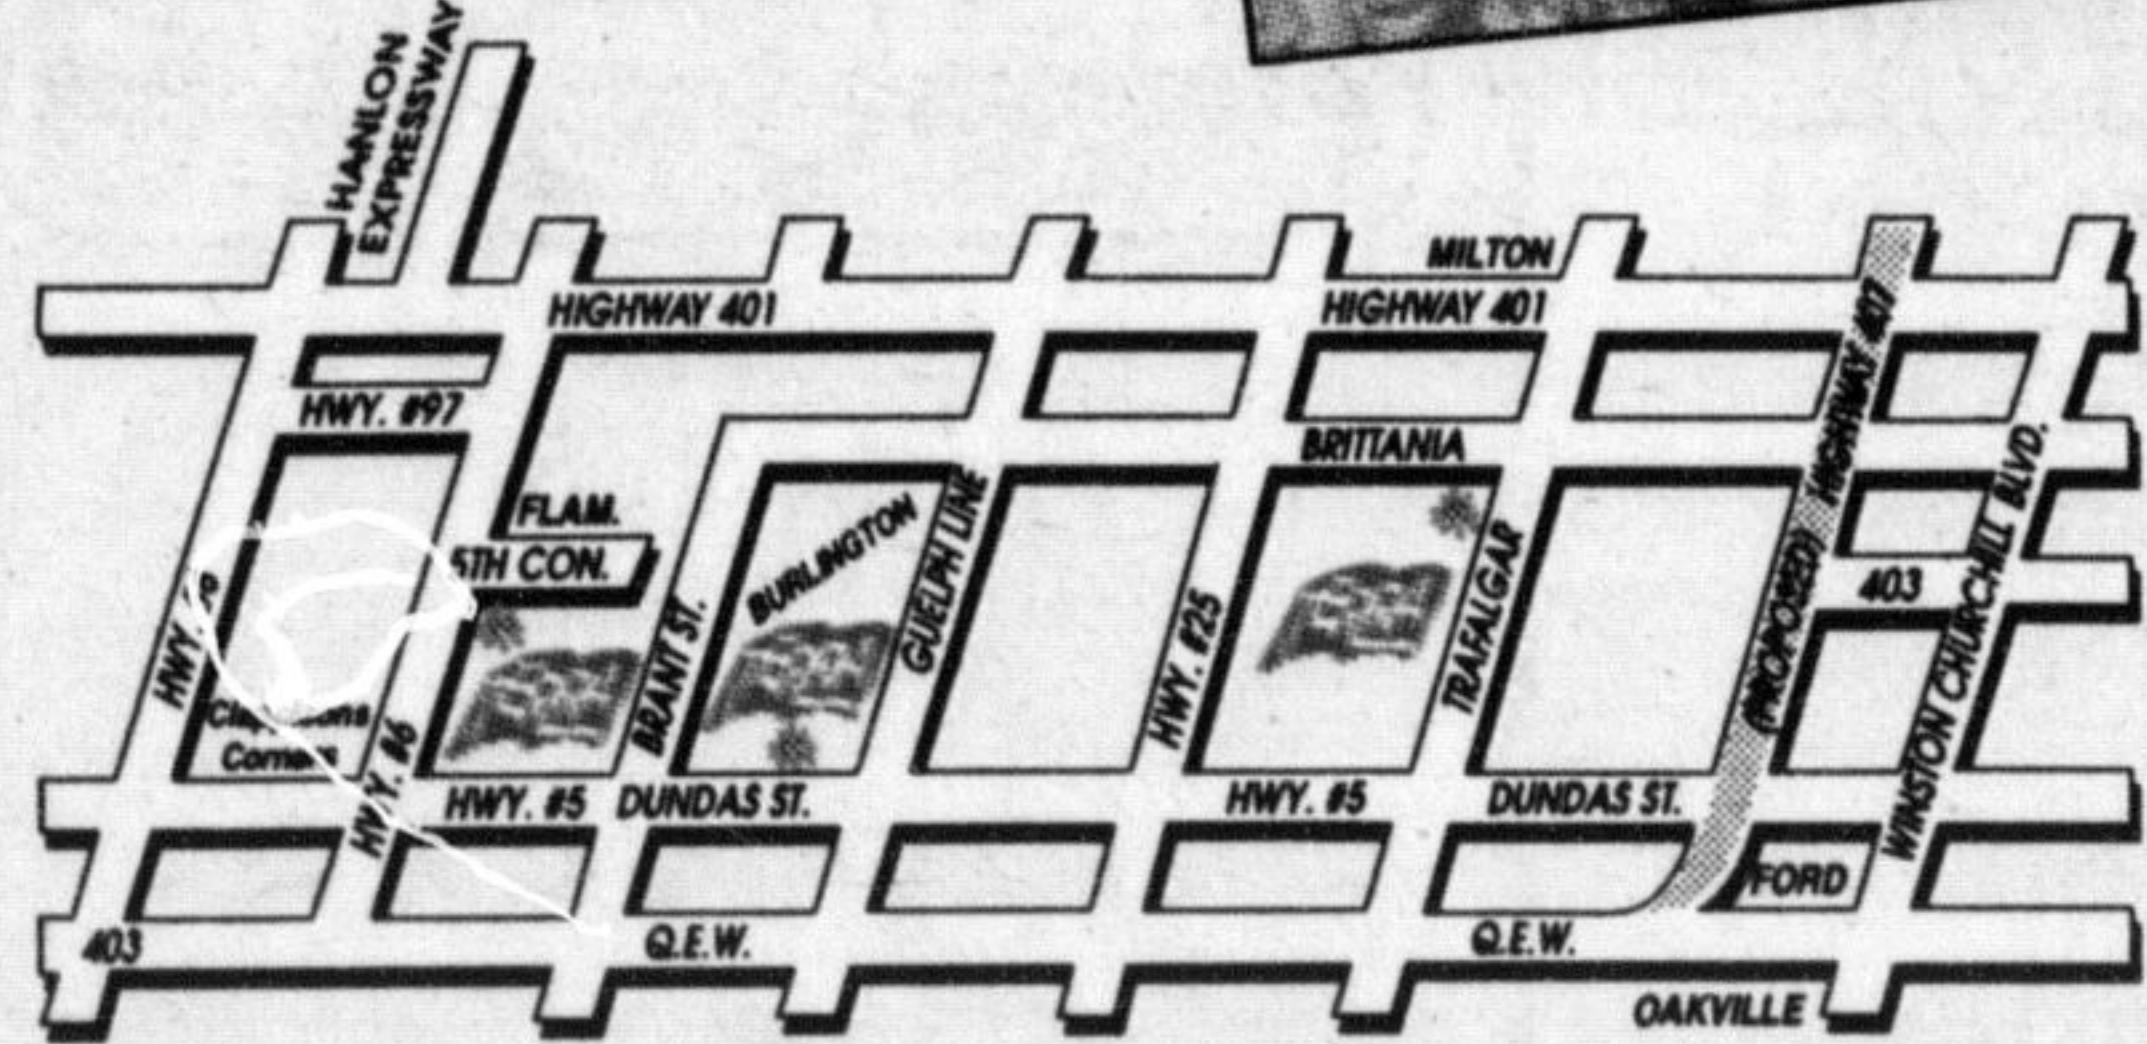 HANLON
EXPRESSWAY
MILTON
HIGHWAY 401
HIGHWAY 401
HWY. #97
BRITTANIA
(PROPOSED) HIGHWAY 407
WINSTON CHURCHILL BLVD.
FLAM.
5TH CON.
BURLINGTON
GUELPH LINE
403
HWY.
BRANT ST.
HWY. #25
TRAFALGAR
Corners
HWY. #6
HWY. #5
DUNDAS ST.
HWY. #5
DUNDAS ST.
FORD
403
Q.E.W.
Q.E.W.
OAKVILLE